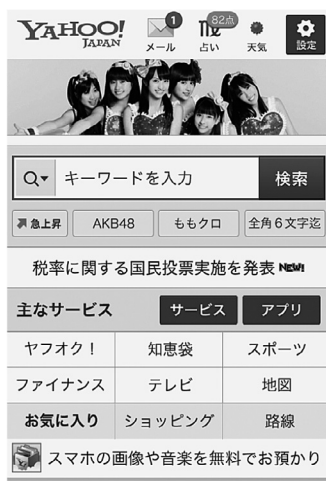 YAHOO! JAPAN
1
メール
82点
占い
天気
設定
キーワードを入力
検索
急上昇
AKB48
ももクロ
全角6文字迄
税率に関する国民投票実施を発表 NEW!
主なサービス
サービス
アプリ
ヤフオク！
知恵袋
スポーツ
ファイナンス
テレビ
地図
お気に入り
ショッピング
路線
スマホの画像や音楽を無料でお預かり